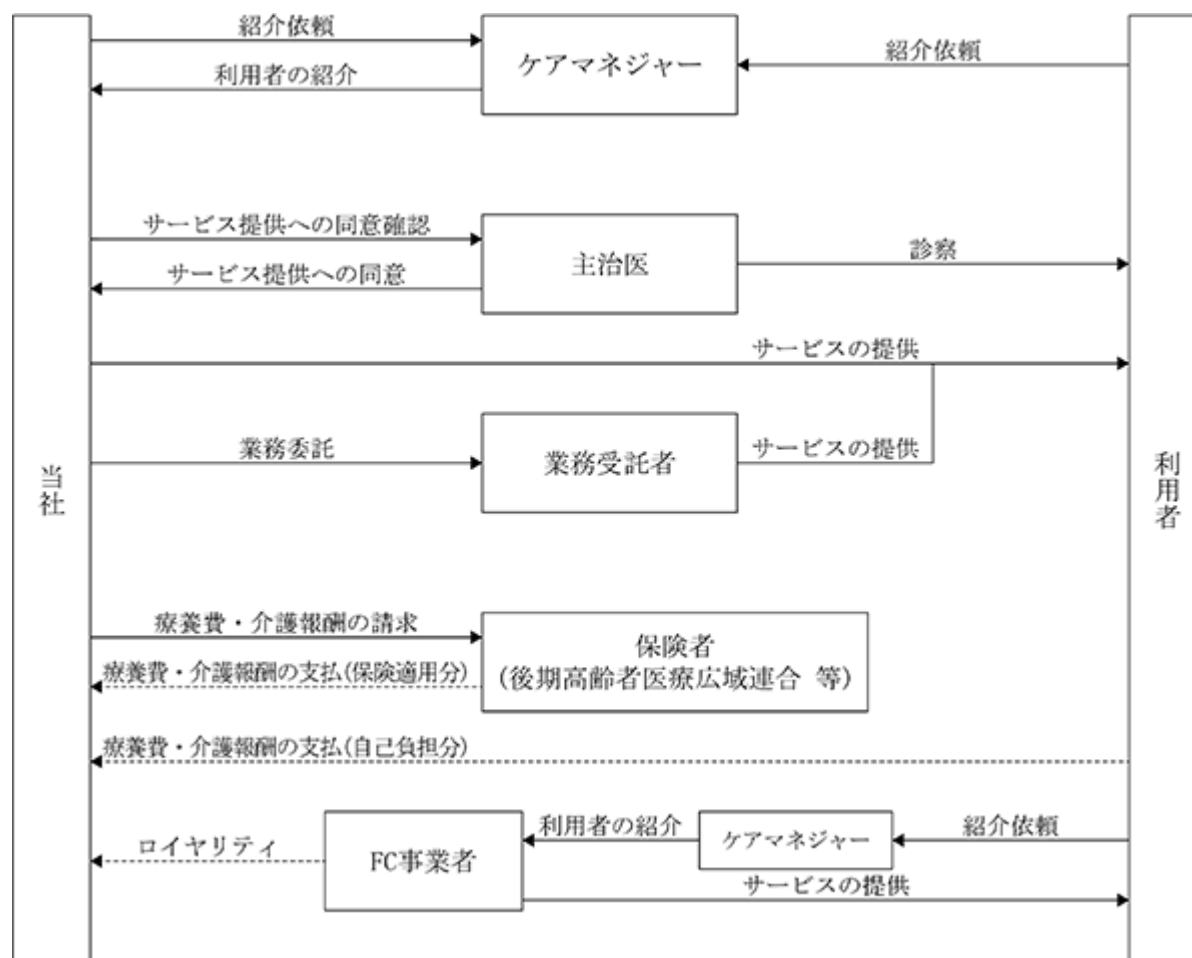 紹介依頼
利用者の紹介
ケアマネジャー
紹介依頼
サービス提供への同意確認
サービス提供への同意
主治医
診察
サービスの提供
業務委託
業務受託者
サービスの提供
当社
利用者
療養費・介護報酬の請求
療養費・介護報酬の支払(保険適用分)
保険者
(後期高齢者医療広域連合 等)
療養費・介護報酬の支払(自己負担分)
ロイヤリティ
FC事業者
利用者の紹介
ケアマネジャー
紹介依頼
サービスの提供